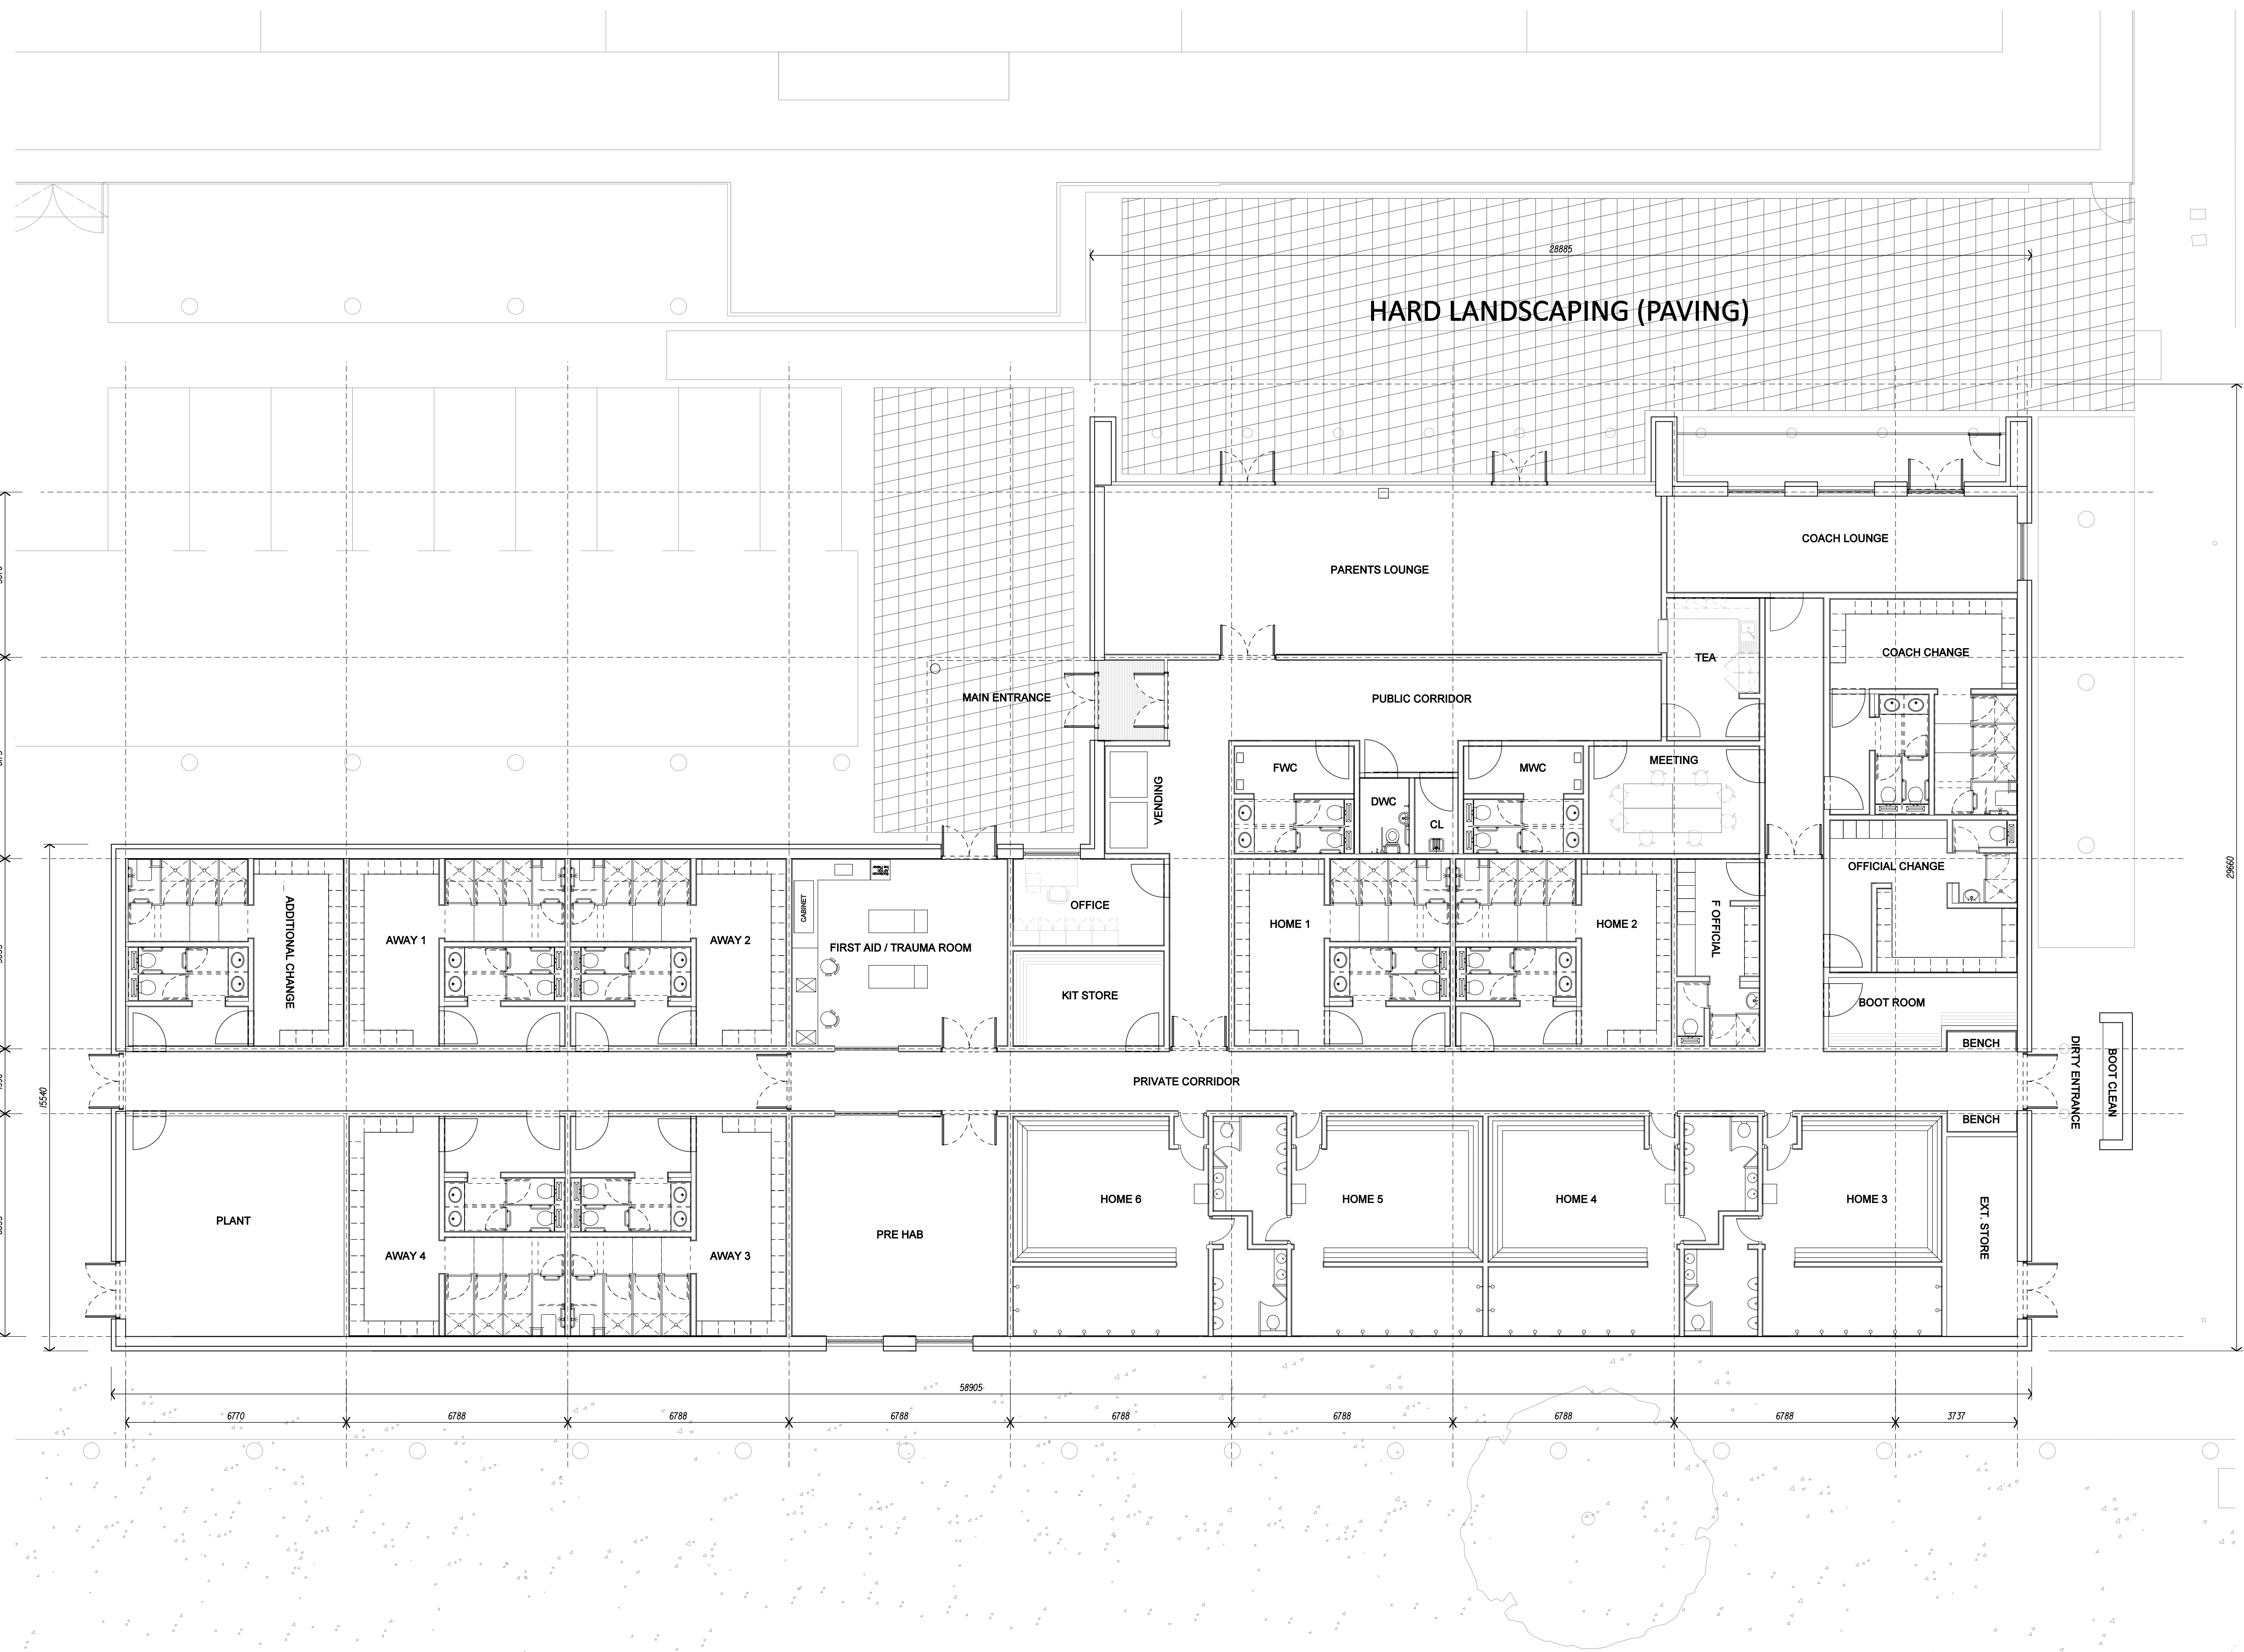 28885
HARD LANDSCAPING (PAVING)
COACH LOUNGE
PARENTS LOUNGE
TEA
COACH CHANGE
MAIN ENTRANCE
PUBLIC CORRIDOR
VENDING
FWC
MWC
MEETING
DWC
CL
OFFICIAL CHANGE
29660
ADDITIONAL CHANGE
AWAY 1
AWAY 2
CABINET
FIRST AID / TRAUMA ROOM
OFFICE
KIT STORE
HOME 1
HOME 2
F OFFICIAL
BOOT ROOM
BENCH
DIRTY ENTRANCE
BOOT CLEAN
15540
PRIVATE CORRIDOR
BENCH
PLANT
AWAY 4
AWAY 3
PRE HAB
HOME 6
HOME 5
HOME 4
HOME 3
EXT. STORE
58905
6770
6788
6788
6788
6788
6788
6788
6788
3737